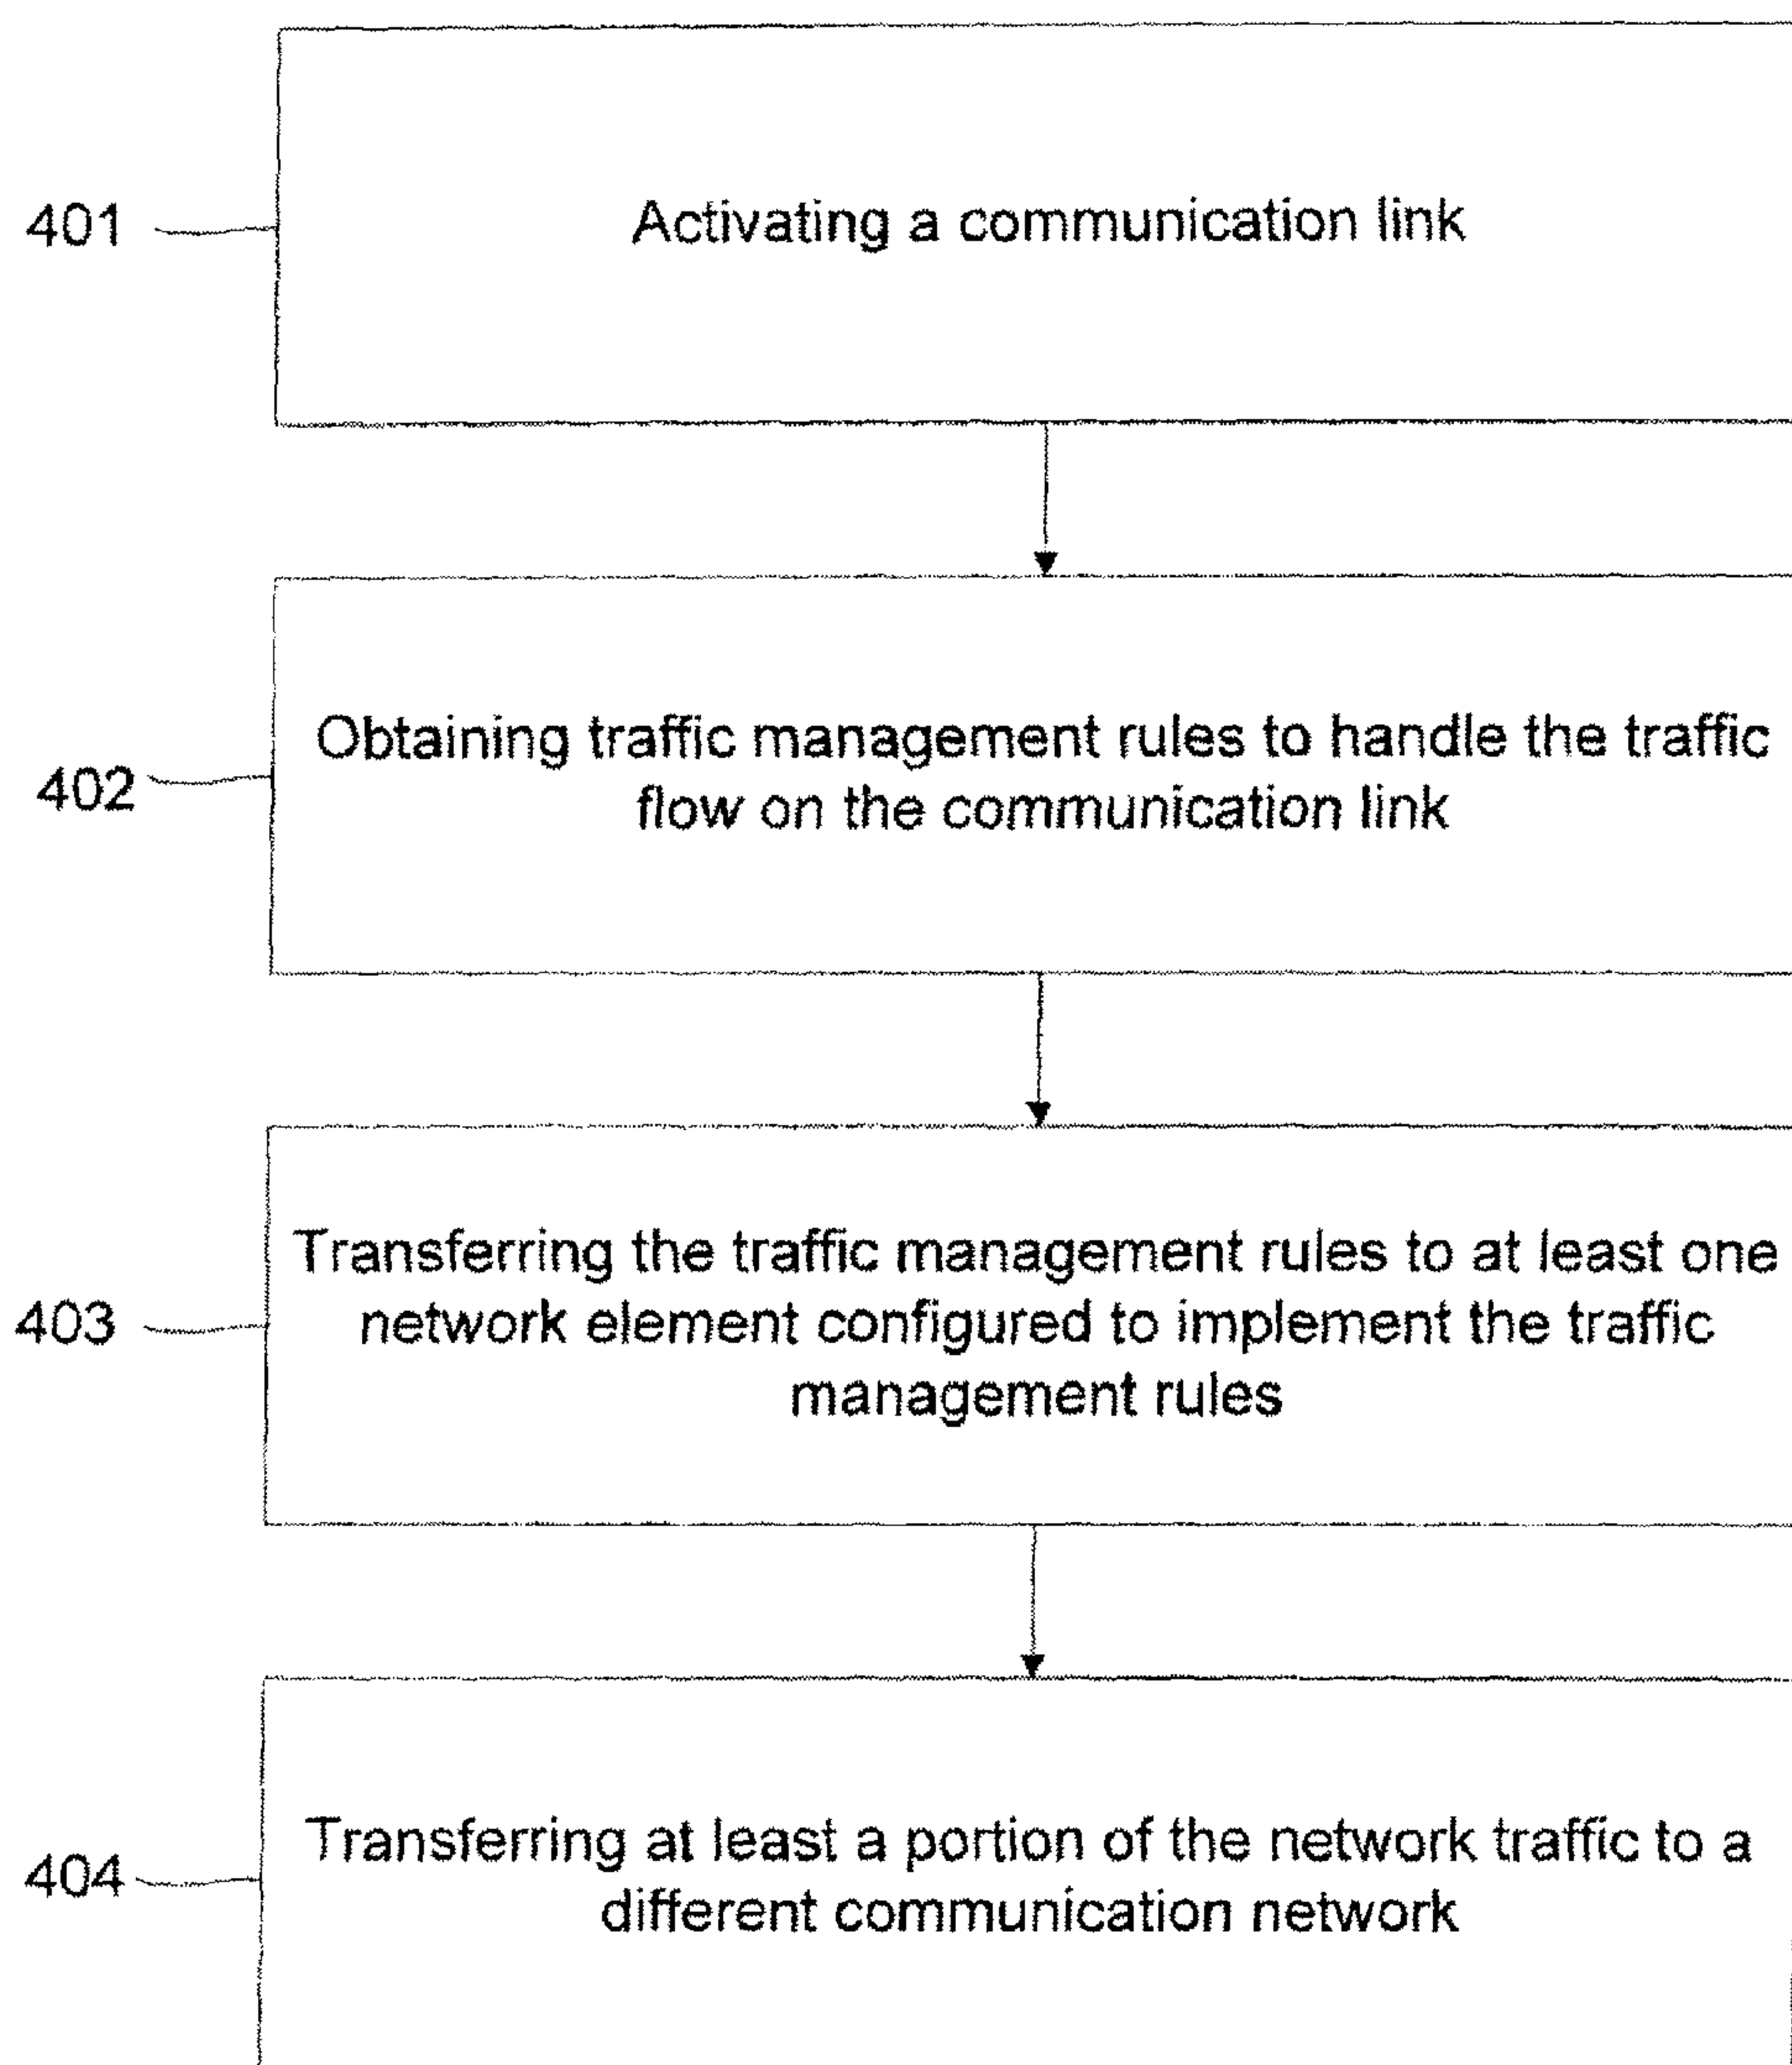 401
Activating a communication link
402
Obtaining traffic management rules to handle the traffic
flow on the communication link
403
Transferring the traffic management rules to at least one
network element configured to implement the traffic
management rules
404
Transferring at least a portion of the network traffic to a
different communication network